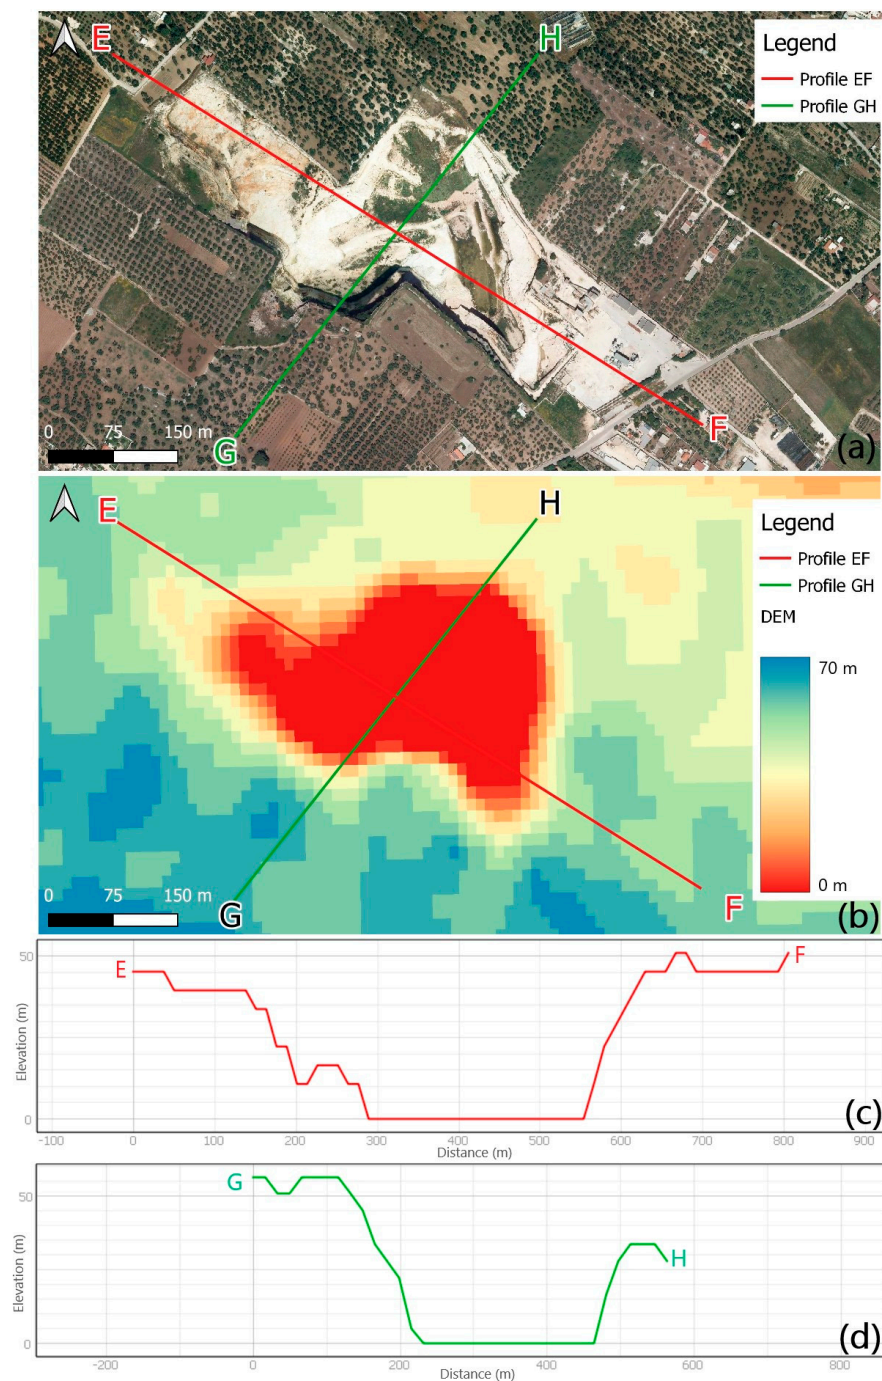 E
H
Legend
Profile EF
Profile GH
0 75 150 m
G
F
(a)
E
H
Legend
Profile EF
Profile GH
DEM
70 m
0 m
0 75 150 m
G
F
(b)
50
E
F
Elevation (m)
0
(c)
-100 0 100 200 300 400 500 600 700 800 900
Distance (m)
G
50
H
Elevation (m)
0
(d)
-200 0 200 400 600 800
Distance (m)